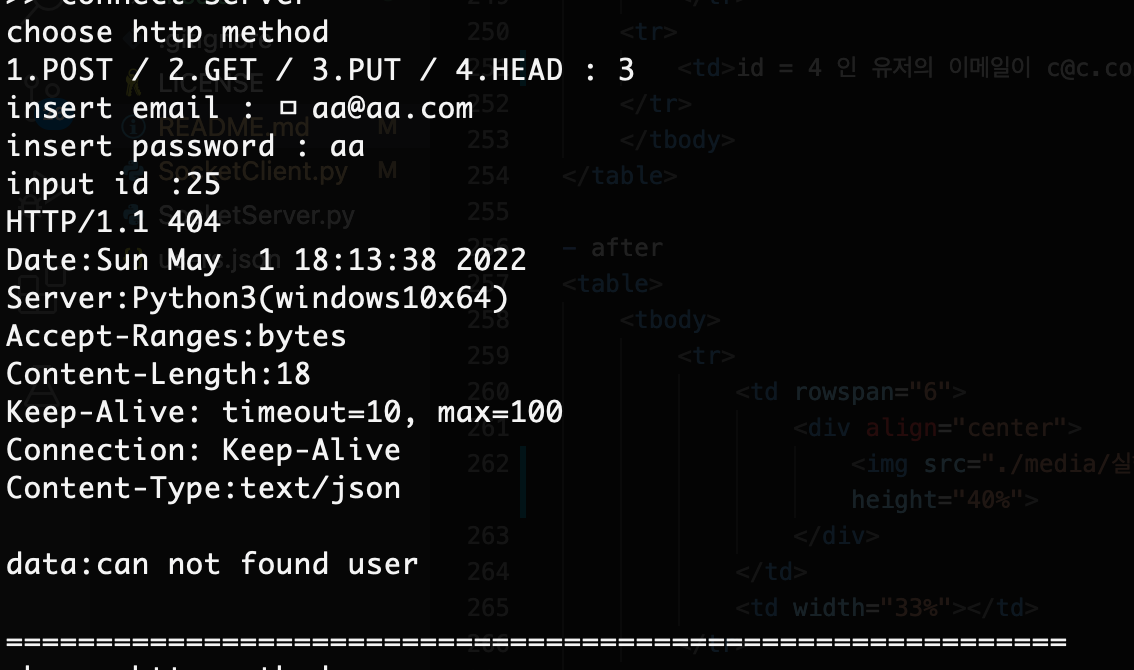 >> connect server
choose http method
1.POST / 2.GET / 3.PUT / 4.HEAD : 3
insert email : aa@aa.com
insert password : aa
input id :25
HTTP/1.1 404
Date:Sun May  1 18:13:38 2022
Server:Python3(windows10x64)
Accept-Ranges:bytes
Content-Length:18
Keep-Alive: timeout=10, max=100
Connection: Keep-Alive
Content-Type:text/json
data:can not found user
==========================================================
.gitignore
LICENSE
README.md M
SocketClient.py M
SocketServer.py
250 <tr>
<td>id = 4 인 유저의 이메일이 c@c.co
252 </tr>
253 </tbody>
254 </table>
255
256 - after
257 <table>
258 <tbody>
259 <tr>
260 <td rowspan="6">
261 <div align="center">
262 <img src="./media/실
height="40%">
263 </div>
264 </td>
265 <td width="33%"></td>